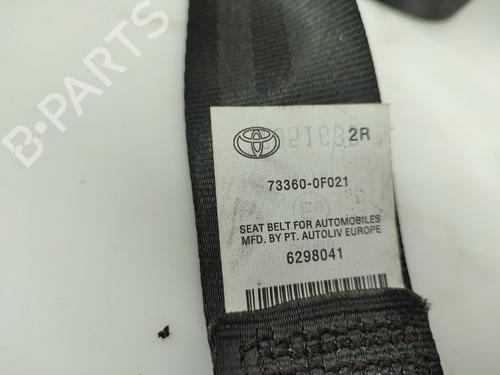 2R
73360-0F021
SEAT BELT FOR AUTOMOBILES
MFD. BY PT. AUTOLIV EUROPE
6298041
B-PARTS